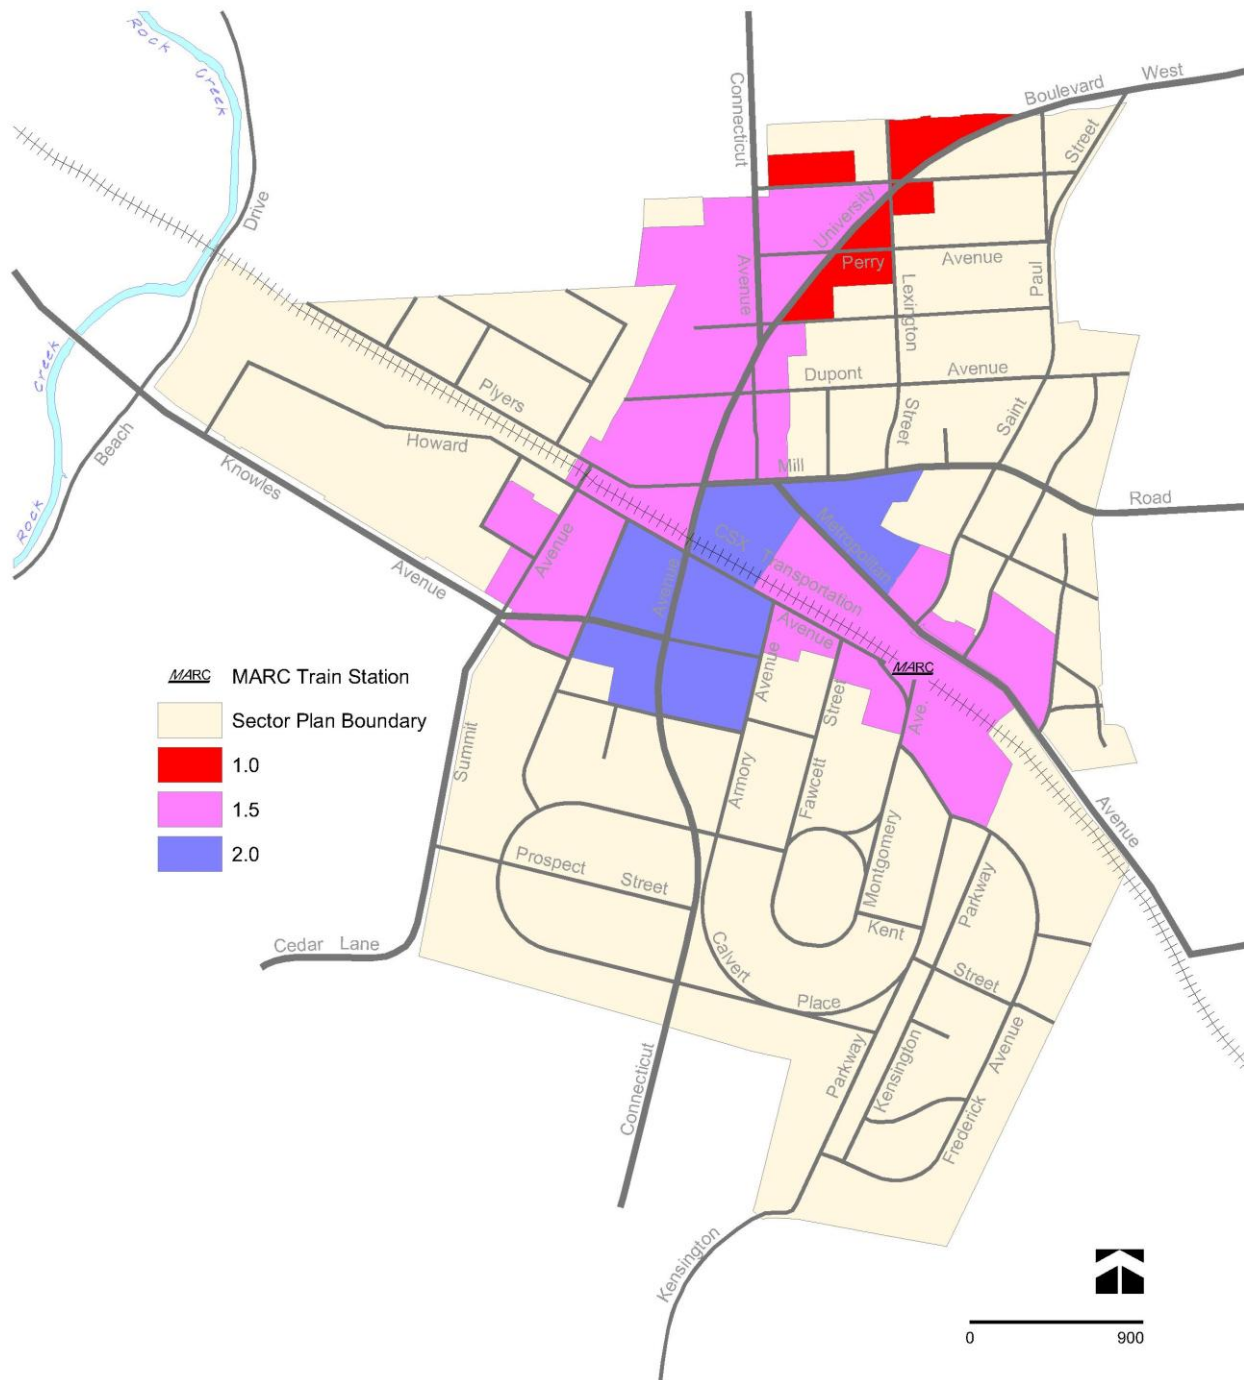 Rock
Creek
Connecticut
Boulevard
West
Street
Drive
University
Avenue
Perry
Avenue
Lexington
Paul
Creek
Plyers
Dupont
Avenue
Saint
Street
Beach
Howard
Mill
Knowles
Rock
Road
Avenue
CSX Transportation
Metropolitan
Avenue
Avenue
Avenue
Avenue
MARC
Street
Ave.
MARC MARC Train Station
Sector Plan Boundary
1.0
1.5
2.0
Summit
Armory
Fawcett
Montgomery
Avenue
Prospect Street
Parkway
Kent
Street
Cedar Lane
Calvert
Place
Avenue
Parkway
Kensington
Connecticut
Frederick
Kensington
0 900